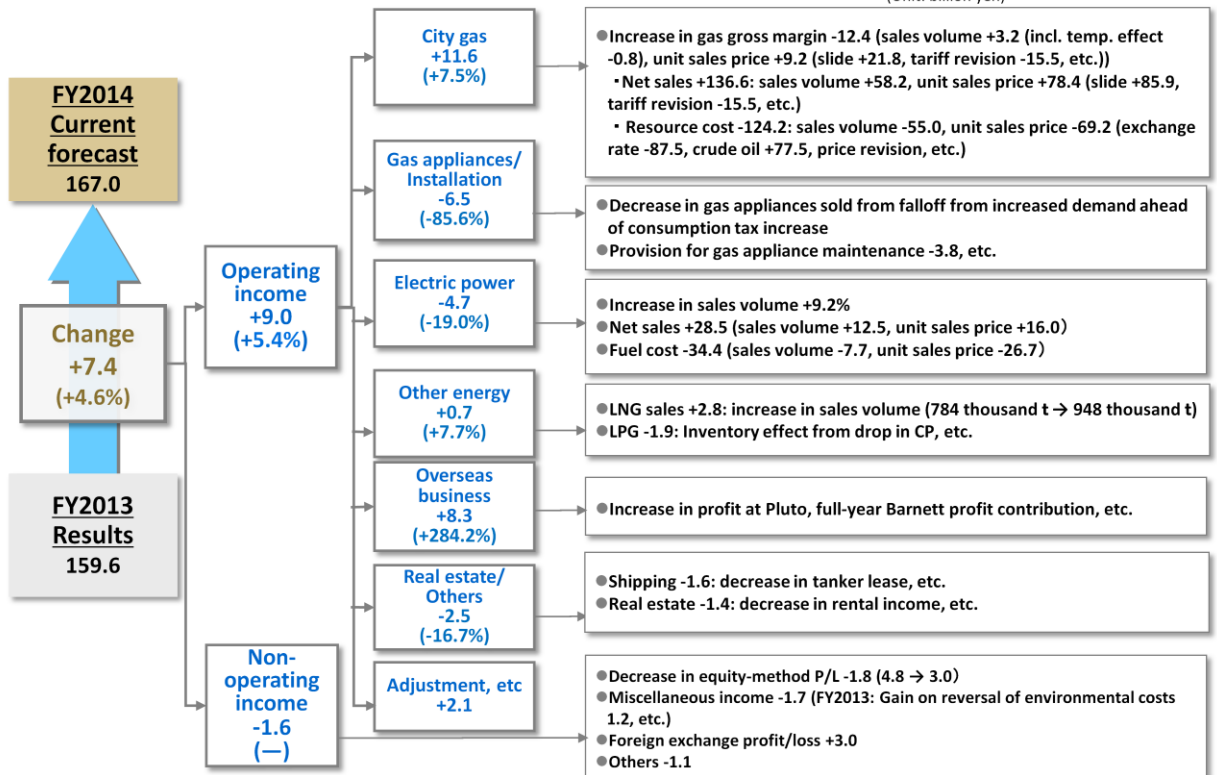 FY2014
Current
forecast
167.0
Change
+7.4
(+4.6%)
FY2013
Results
159.6
Operating
income
+9.0
(+5.4%)
Non-
operating
income
-1.6
(—)
City gas
+11.6
(+7.5%)
Gas appliances/
Installation
-6.5
(-85.6%)
Electric power
-4.7
(-19.0%)
Other energy
+0.7
(+7.7%)
Overseas
business
+8.3
(+284.2%)
Real estate/
Others
-2.5
(-16.7%)
Adjustment, etc
+2.1
●Increase in gas gross margin -12.4 (sales volume +3.2 (incl. temp. effect
-0.8), unit sales price +9.2 (slide +21.8, tariff revision -15.5, etc.))
・Net sales +136.6: sales volume +58.2, unit sales price +78.4 (slide +85.9,
tariff revision -15.5, etc.)
・Resource cost -124.2: sales volume -55.0, unit sales price -69.2 (exchange
rate -87.5, crude oil +77.5, price revision, etc.)
●Decrease in gas appliances sold from falloff from increased demand ahead
of consumption tax increase
●Provision for gas appliance maintenance -3.8, etc.
●Increase in sales volume +9.2%
●Net sales +28.5 (sales volume +12.5, unit sales price +16.0)
●Fuel cost -34.4 (sales volume -7.7, unit sales price -26.7)
●LNG sales +2.8: increase in sales volume (784 thousand t → 948 thousand t)
●LPG -1.9: Inventory effect from drop in CP, etc.
●Increase in profit at Pluto, full-year Barnett profit contribution, etc.
●Shipping -1.6: decrease in tanker lease, etc.
●Real estate -1.4: decrease in rental income, etc.
●Decrease in equity-method P/L -1.8 (4.8 → 3.0)
●Miscellaneous income -1.7 (FY2013: Gain on reversal of environmental costs
1.2, etc.)
●Foreign exchange profit/loss +3.0
●Others -1.1